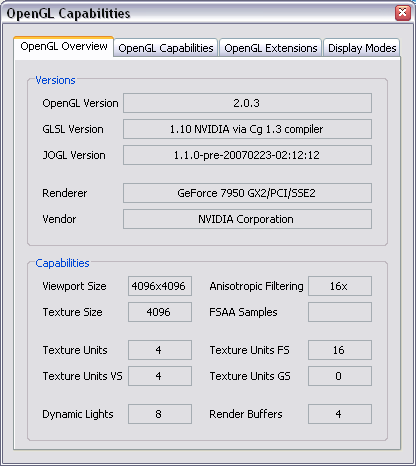 OpenGL Capabilities
OpenGL Overview OpenGL Capabilities OpenGL Extensions Display Modes
Versions
OpenGL Version 2.0.3
GLSL Version 1.10 NVIDIA via Cg 1.3 compiler
JOGL Version 1.1.0-pre-20070223-02:12:12
Renderer GeForce 7950 GX2/PCI/SSE2
Vendor NVIDIA Corporation
Capabilities
Viewport Size 4096x4096 Anisotropic Filtering 16x
Texture Size 4096 FSAA Samples
Texture Units 4 Texture Units FS 16
Texture Units VS 4 Texture Units GS 0
Dynamic Lights 8 Render Buffers 4